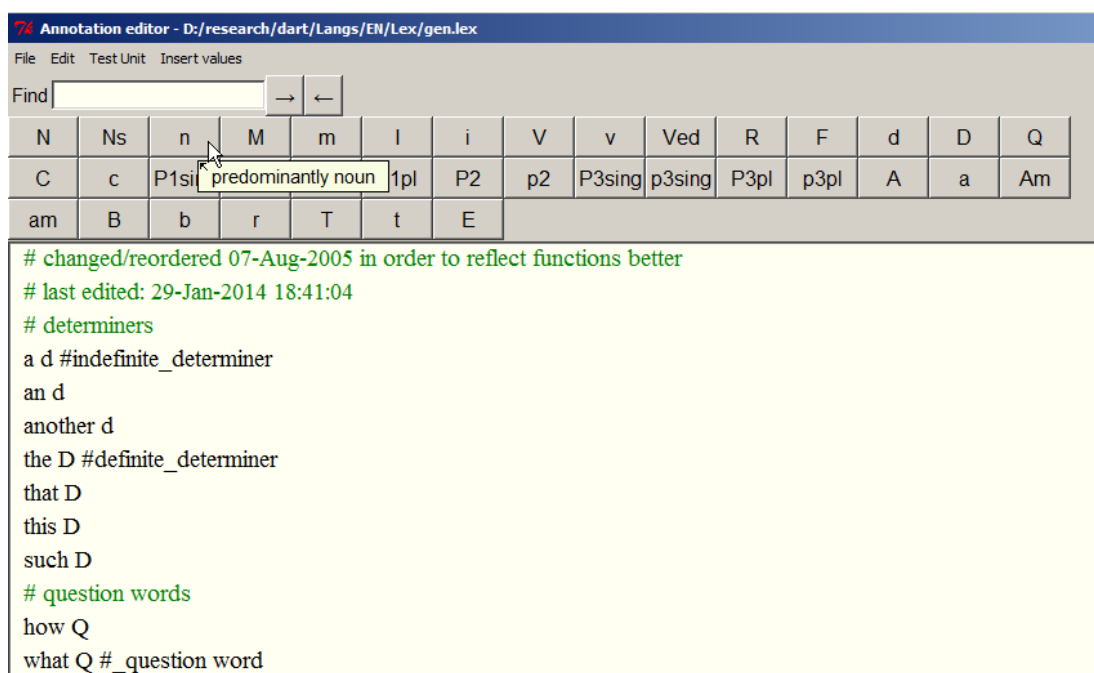 Annotation editor - D:/research/dart/Langs/EN/Lex/gen.lex
File Edit Test Unit Insert values
Find → ←
N Ns n M m I i V v Ved R F d D Q
C c predominantly noun 1pl P2 p2 P3sing p3sing P3pl p3pl A a Am
am B b r T t E
# changed/reordered 07-Aug-2005 in order to reflect functions better
# last edited: 29-Jan-2014 18:41:04
# determiners
a d #indefinite_determiner
an d
another d
the D #definite_determiner
that D
this D
such D
# question words
how Q
what Q #_question word